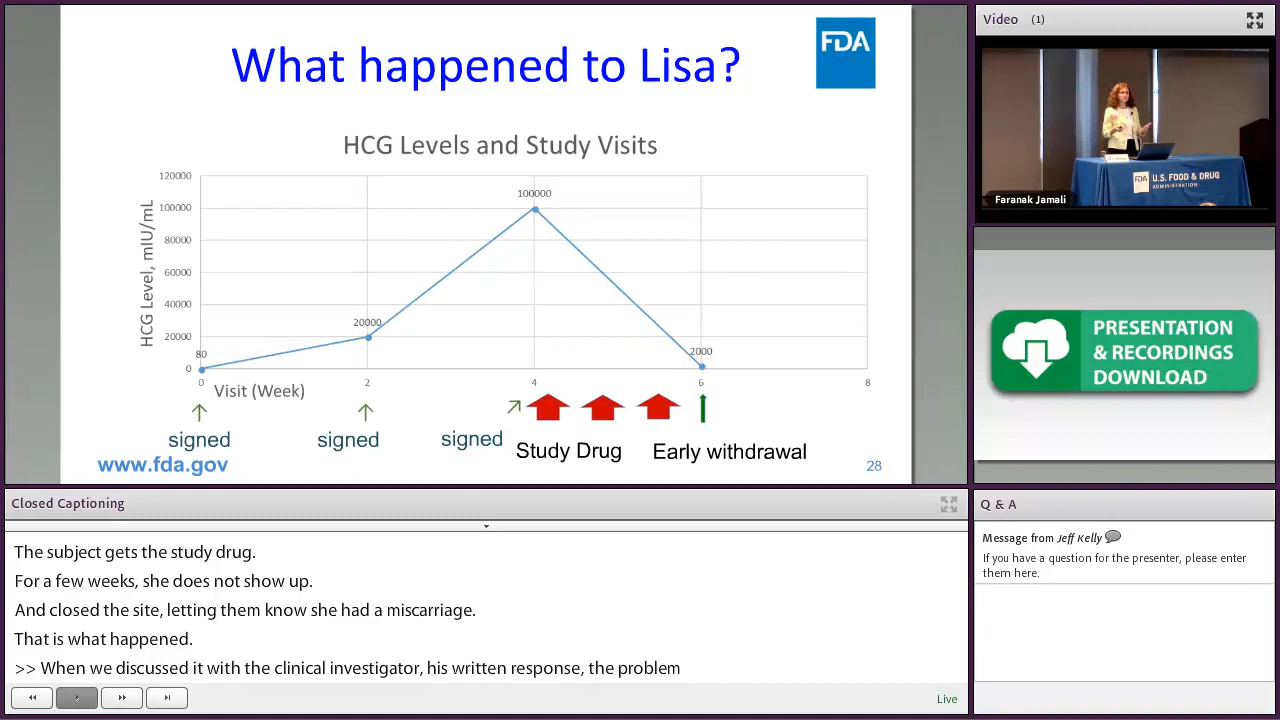 What happened to Lisa?
FDA
HCG Levels and Study Visits
HCG Level, mIU/mL
120000
100000
80000
60000
40000
20000
0
80
20000
100000
2000
0
2
4
6
8
Visit (Week)
signed
signed
signed
Study Drug
Early withdrawal
www.fda.gov
28
Video (1)
FDA
U.S. FOOD & DRUG
ADMINISTRATION
Faranak Jamali
PRESENTATION
& RECORDINGS
DOWNLOAD
Closed Captioning
The subject gets the study drug.
For a few weeks, she does not show up.
And closed the site, letting them know she had a miscarriage.
That is what happened.
>> When we discussed it with the clinical investigator, his written response, the problem
Live
Q & A
Message from Jeff Kelly
If you have a question for the presenter, please enter
them here.